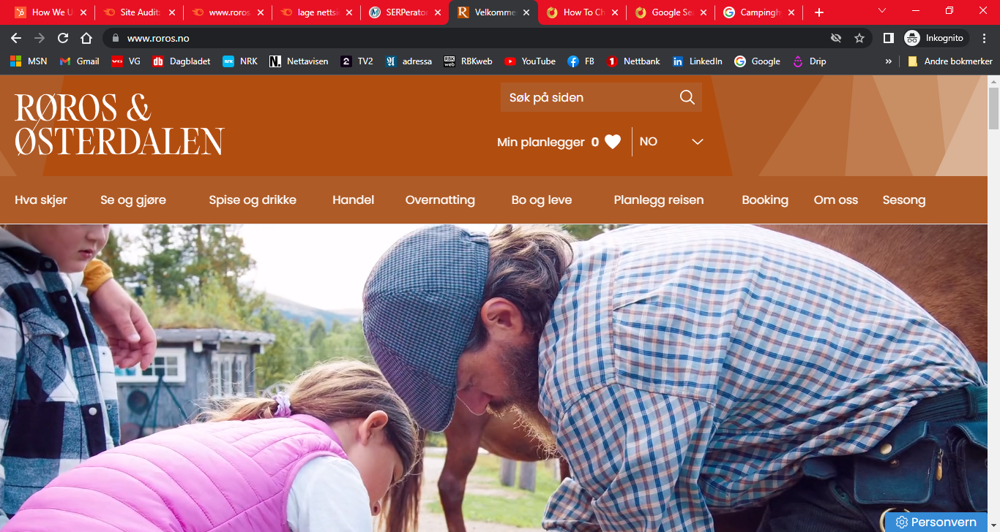 How We U
Site Audit:
www.roros.
lage nettsi
SERPerator
Velkomme
How To Ch
Google Sea
Campingh
www.roros.no
Inkognito
MSN
Gmail
VG
Dagbladet
NRK
Nettavisen
TV2
adressa
RBKweb
YouTube
FB
Nettbank
LinkedIn
Google
Drip
»
Andre bokmerker
RØROS &
ØSTERDALEN
Søk på siden
Min planlegger 0
NO
Hva skjer
Se og gjøre
Spise og drikke
Handel
Overnatting
Bo og leve
Planlegg reisen
Booking
Om oss
Sesong
Personvern